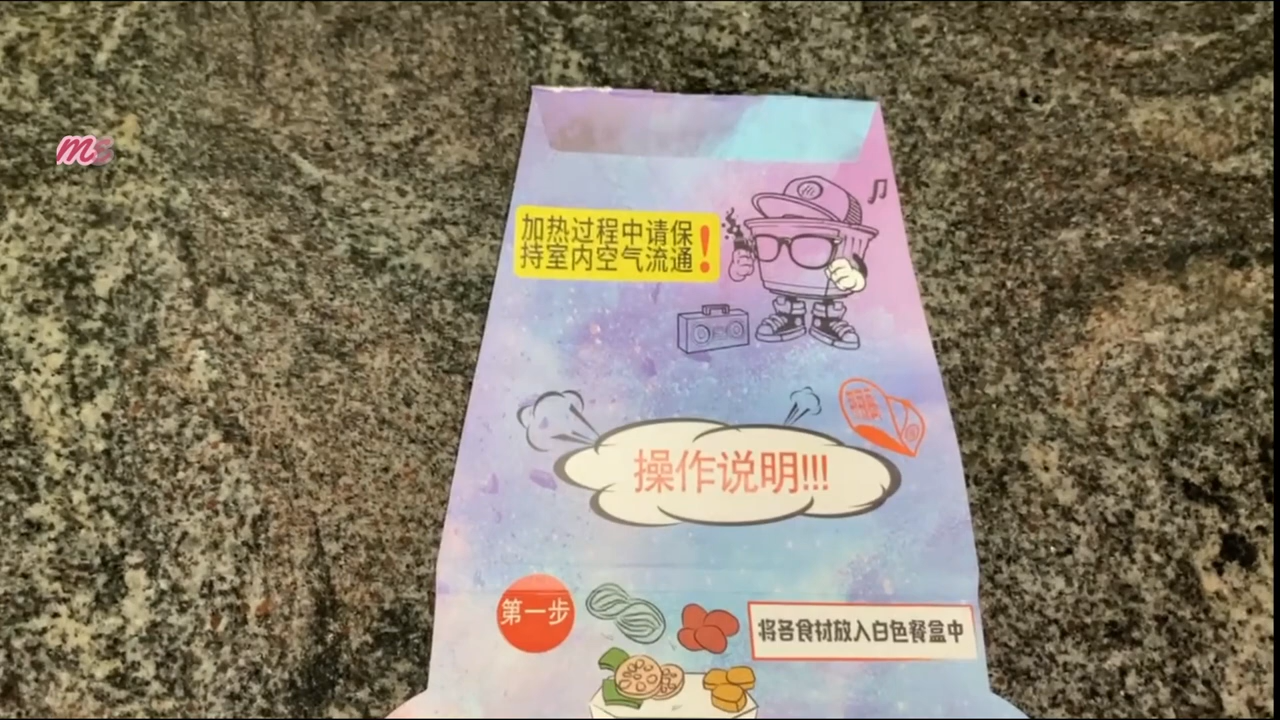 Ms
加热过程中请保
持室内空气流通!
操作说明!!!
第一步
将各食材放入白色餐盒中